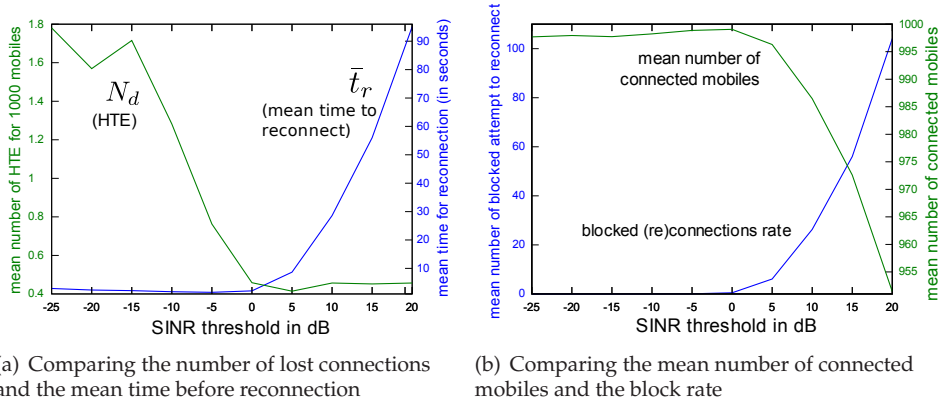 mean number of HTE for 1000 mobiles
1.8
1.6
1.4
1.2
1
0.8
0.6
0.4
N_d
(HTE)
t̄_r
(mean time to
reconnect)
90
80
70
60
50
40
30
20
10
mean time for reconnection (in seconds)
-25 -20 -15 -10 -5 0 5 10 15 20
SINR threshold in dB
mean number of blocked attempt to reconnect
100
80
60
40
20
0
mean number of
connected mobiles
blocked (re)connections rate
1000
995
990
985
980
975
970
965
960
955
mean number of connected mobiles
-25 -20 -15 -10 -5 0 5 10 15 20
SINR threshold in dB
a) Comparing the number of lost connections
and the mean time before reconnection
(b) Comparing the mean number of connected
mobiles and the block rate